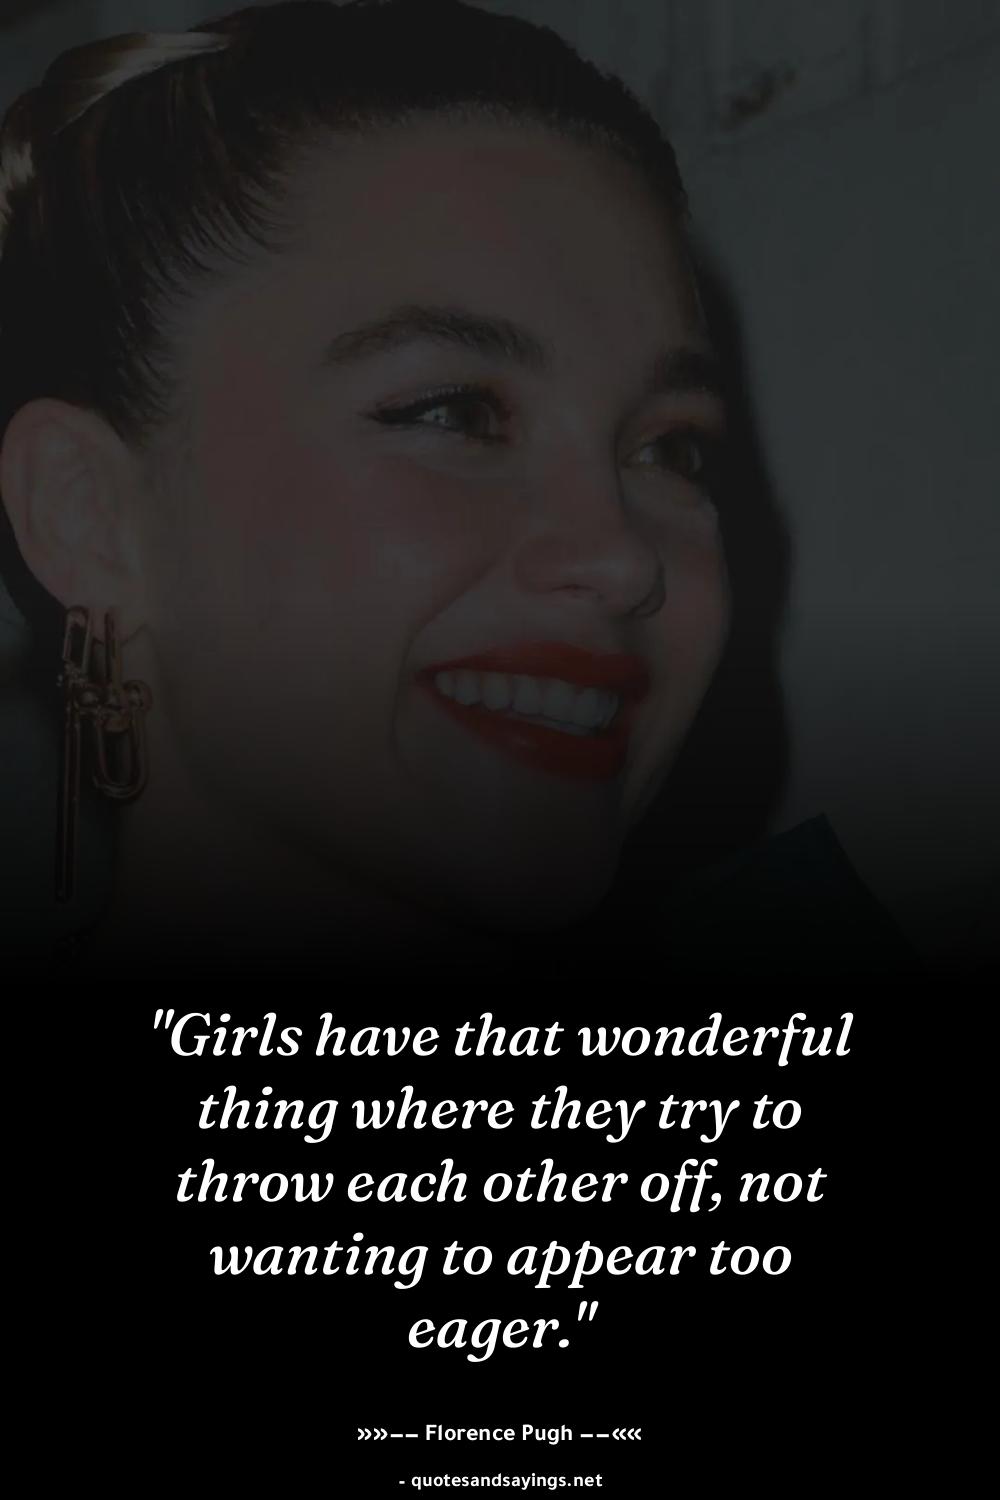 "Girls have that wonderful
thing where they try to
throw each other off, not
wanting to appear too
eager."
»»−− Florence Pugh −−««
- quotesandsayings.net